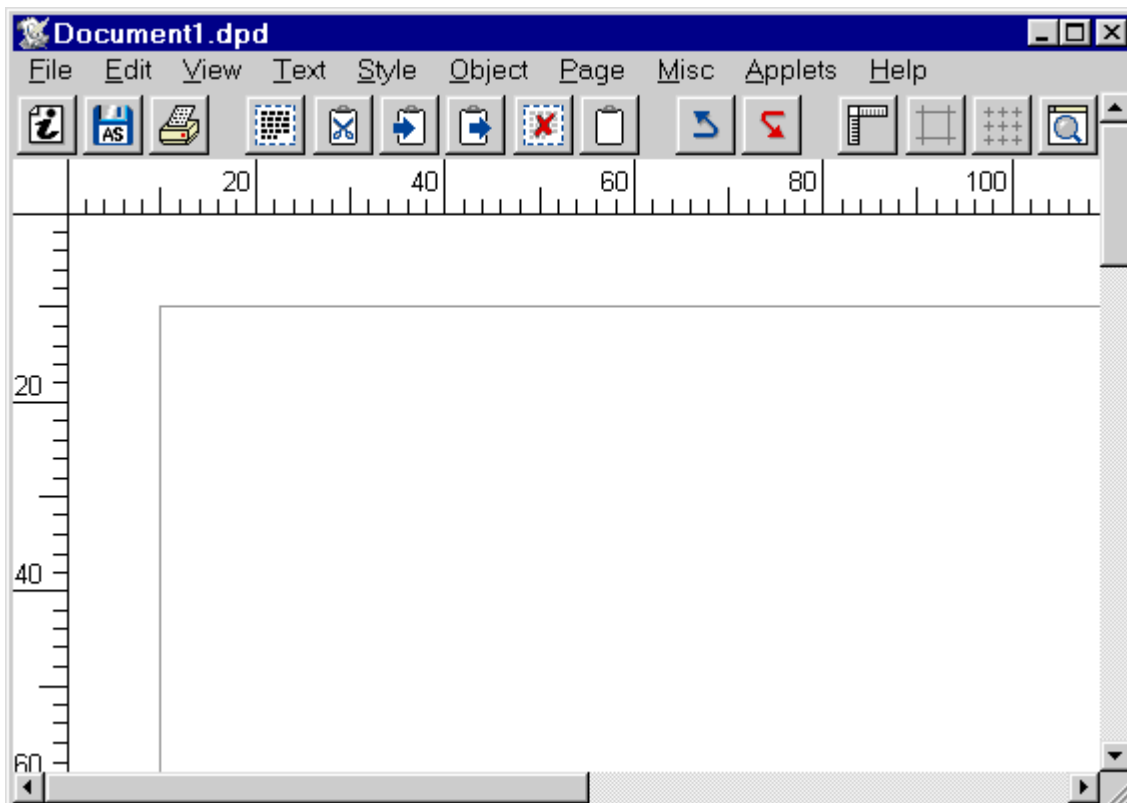 Document1.dpd
File Edit View Text Style Object Page Misc Applets Help
i AS
20 40 60 80 100
20
40
60